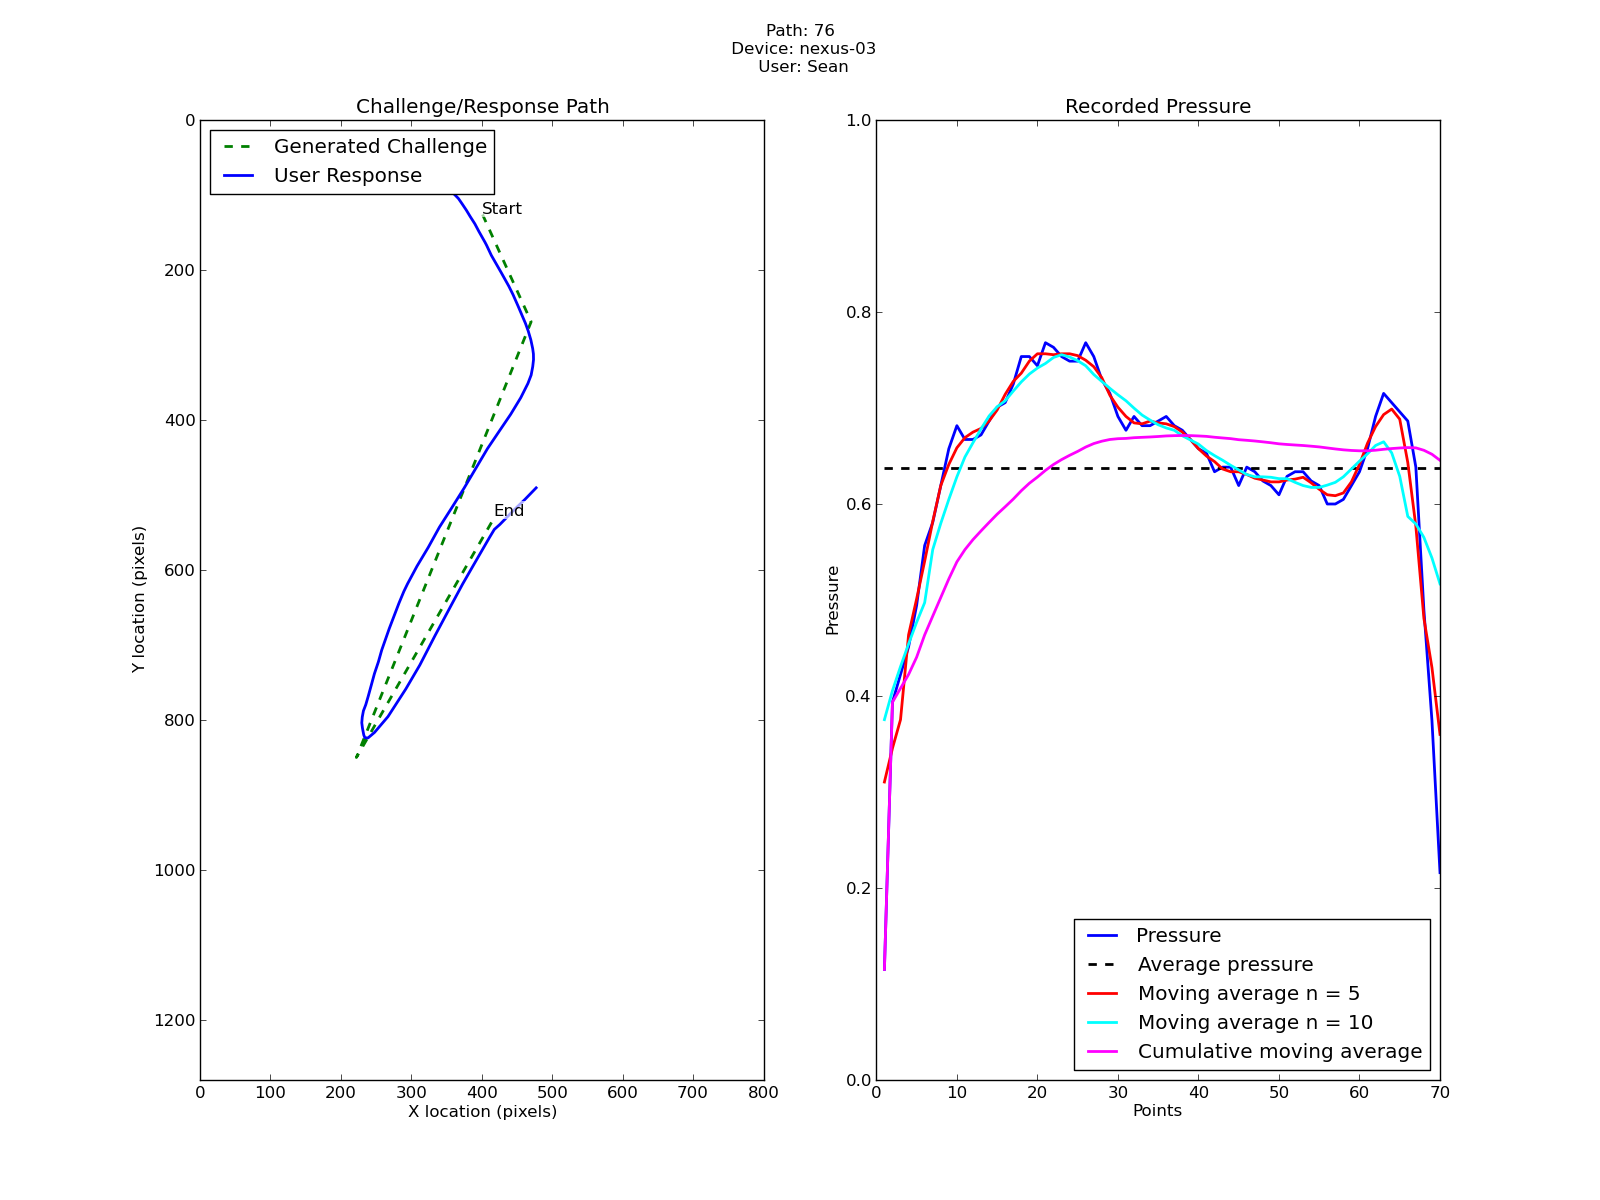 Path: 76
Device: nexus-03
User: Sean
Challenge/Response Path
Generated Challenge
User Response
Start
End
0
200
400
600
800
1000
1200
Y location (pixels)
0 100 200 300 400 500 600 700 800
X location (pixels)
Recorded Pressure
1.0
0.8
0.6
0.4
0.2
0.0
Pressure
Pressure
Average pressure
Moving average n = 5
Moving average n = 10
Cumulative moving average
0 10 20 30 40 50 60 70
Points